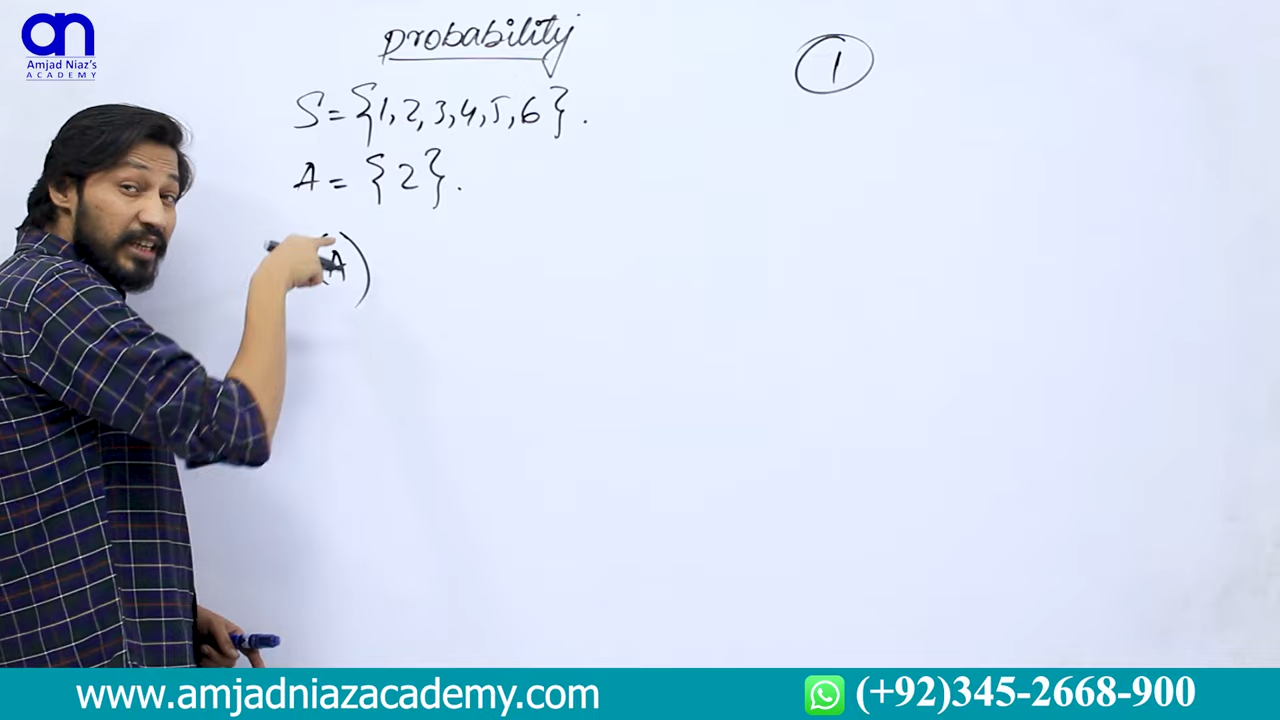 an
Amjad Niaz's
ACADEMY
probability
1
S = {1, 2, 3, 4, 5, 6}.
A = {2}.
(A)
www.amjadniazacademy.com
(+92)345-2668-900